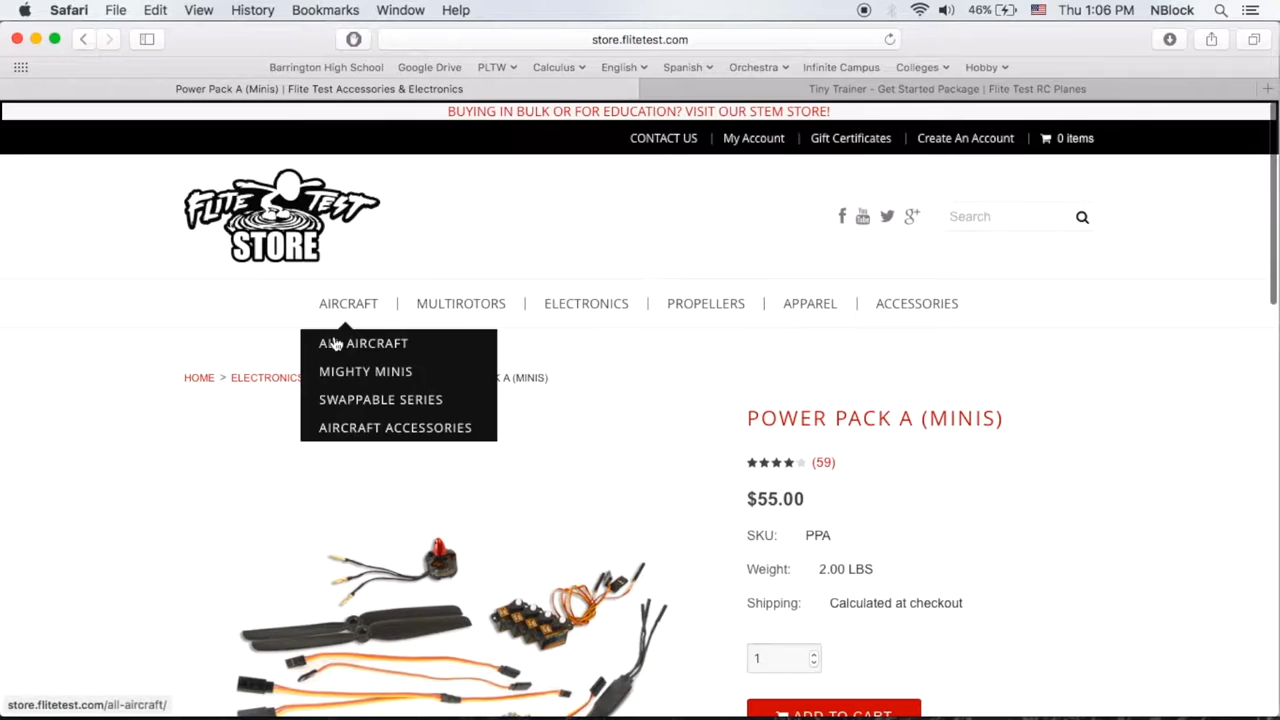 Safari File Edit View History Bookmarks Window Help 46% Thu 1:06 PM NBlock
store.flitetest.com
Barrington High School Google Drive PLTW Calculus English Spanish Orchestra Infinite Campus Colleges Hobby
Power Pack A (Minis) | Flite Test Accessories & Electronics Tiny Trainer - Get Started Package | Flite Test RC Planes
BUYING IN BULK OR FOR EDUCATION? VISIT OUR STEM STORE!
CONTACT US | My Account | Gift Certificates | Create An Account | 0 items
FLITE TEST
STORE
Search
AIRCRAFT | MULTIROTORS | ELECTRONICS | PROPELLERS | APPAREL | ACCESSORIES
ALL AIRCRAFT
MIGHTY MINIS
SWAPPABLE SERIES
AIRCRAFT ACCESSORIES
HOME > ELECTRONICS K A (MINIS)
POWER PACK A (MINIS)
(59)
$55.00
SKU: PPA
Weight: 2.00 LBS
Shipping: Calculated at checkout
1
ADD TO CART
store.flitetest.com/all-aircraft/